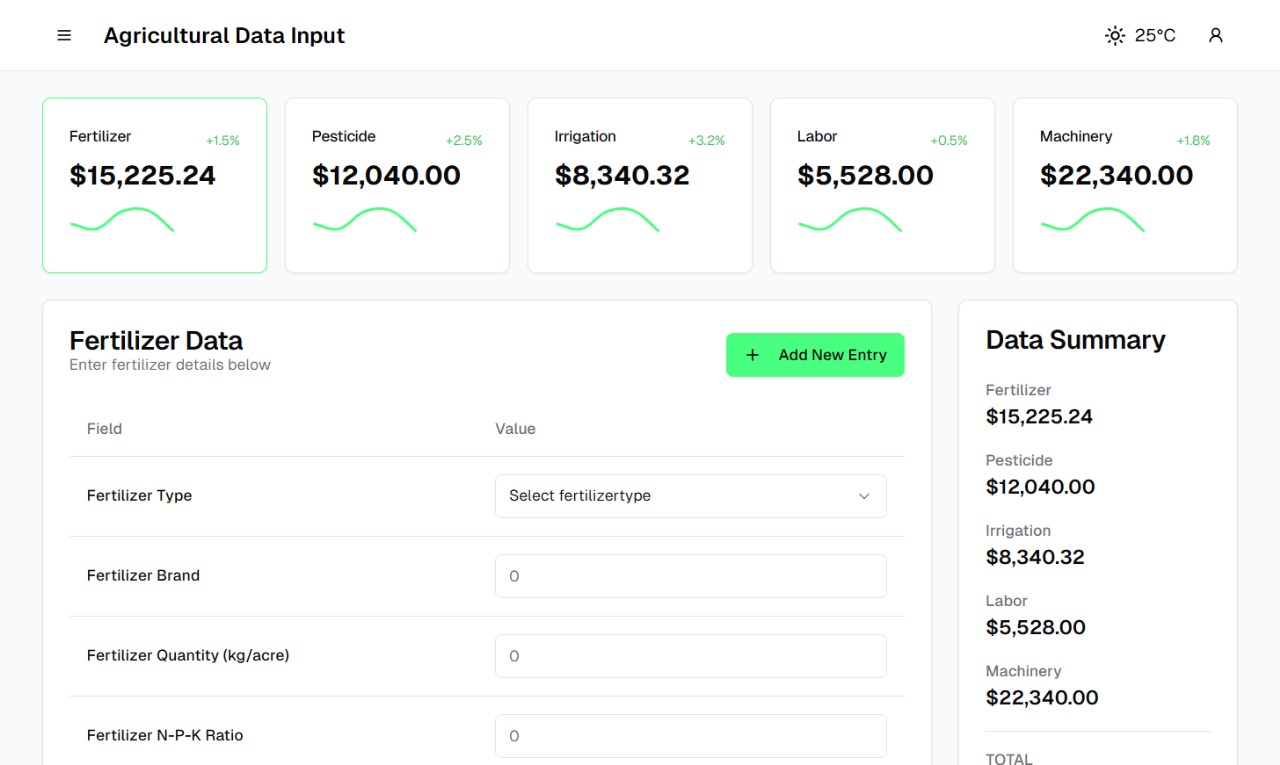 Agricultural Data Input
25°C
Fertilizer
+1.5%
$15,225.24
Pesticide
+2.5%
$12,040.00
Irrigation
+3.2%
$8,340.32
Labor
+0.5%
$5,528.00
Machinery
+1.8%
$22,340.00
Fertilizer Data
Enter fertilizer details below
Add New Entry
Field
Value
Fertilizer Type
Select fertilizertype
Fertilizer Brand
0
Fertilizer Quantity (kg/acre)
0
Fertilizer N-P-K Ratio
0
Data Summary
Fertilizer
$15,225.24
Pesticide
$12,040.00
Irrigation
$8,340.32
Labor
$5,528.00
Machinery
$22,340.00
TOTAL